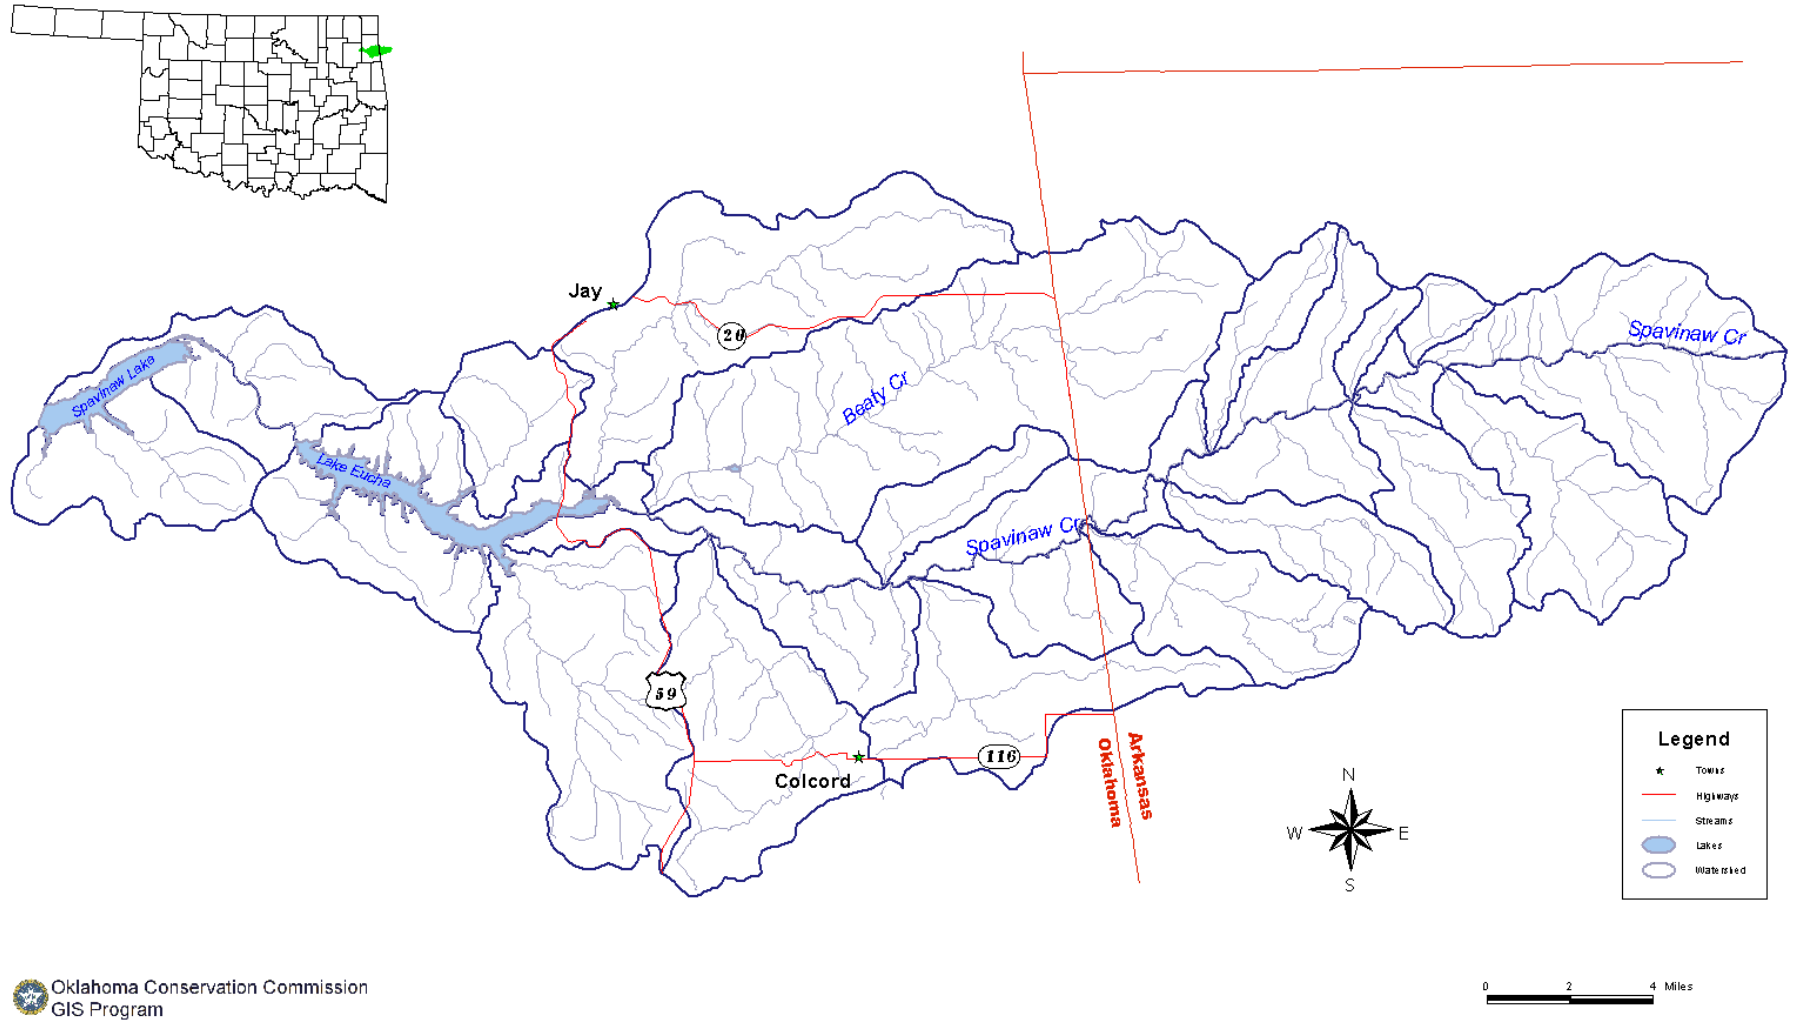 Jay
20
Spavinaw Cr
Spavinaw Lake
Beaty Cr
Lake Eucha
Spavinaw Cr
59
116
Colcord
Arkansas
Oklahoma
Legend
Towns
Highways
Streams
Lakes
Watershed
N
W E
S
Oklahoma Conservation Commission
GIS Program
0 2 4 Miles